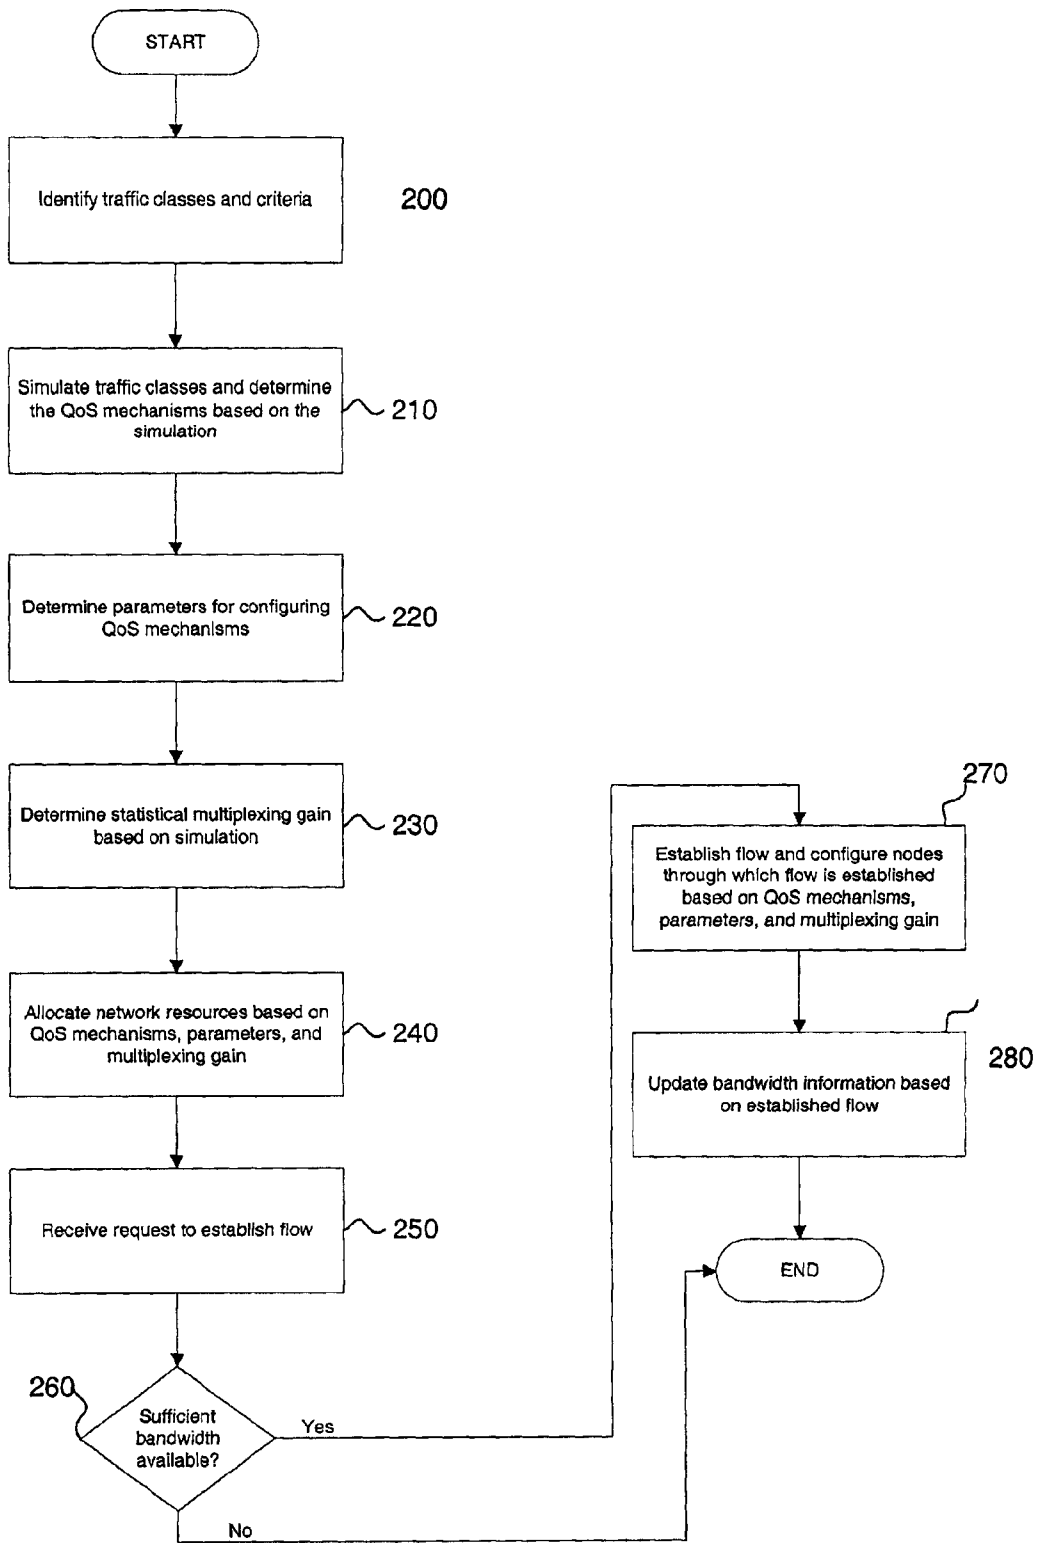 START
Identify traffic classes and criteria
200
Simulate traffic classes and determine
the QoS mechanisms based on the
simulation
210
Determine parameters for configuring
QoS mechanisms
220
Determine statistical multiplexing gain
based on simulation
230
Allocate network resources based on
QoS mechanisms, parameters, and
multiplexing gain
240
Receive request to establish flow
250
260
Sufficient
bandwidth
available?
Yes
No
270
Establish flow and configure nodes
through which flow is established
based on QoS mechanisms,
parameters, and multiplexing gain
280
Update bandwidth information based
on established flow
END